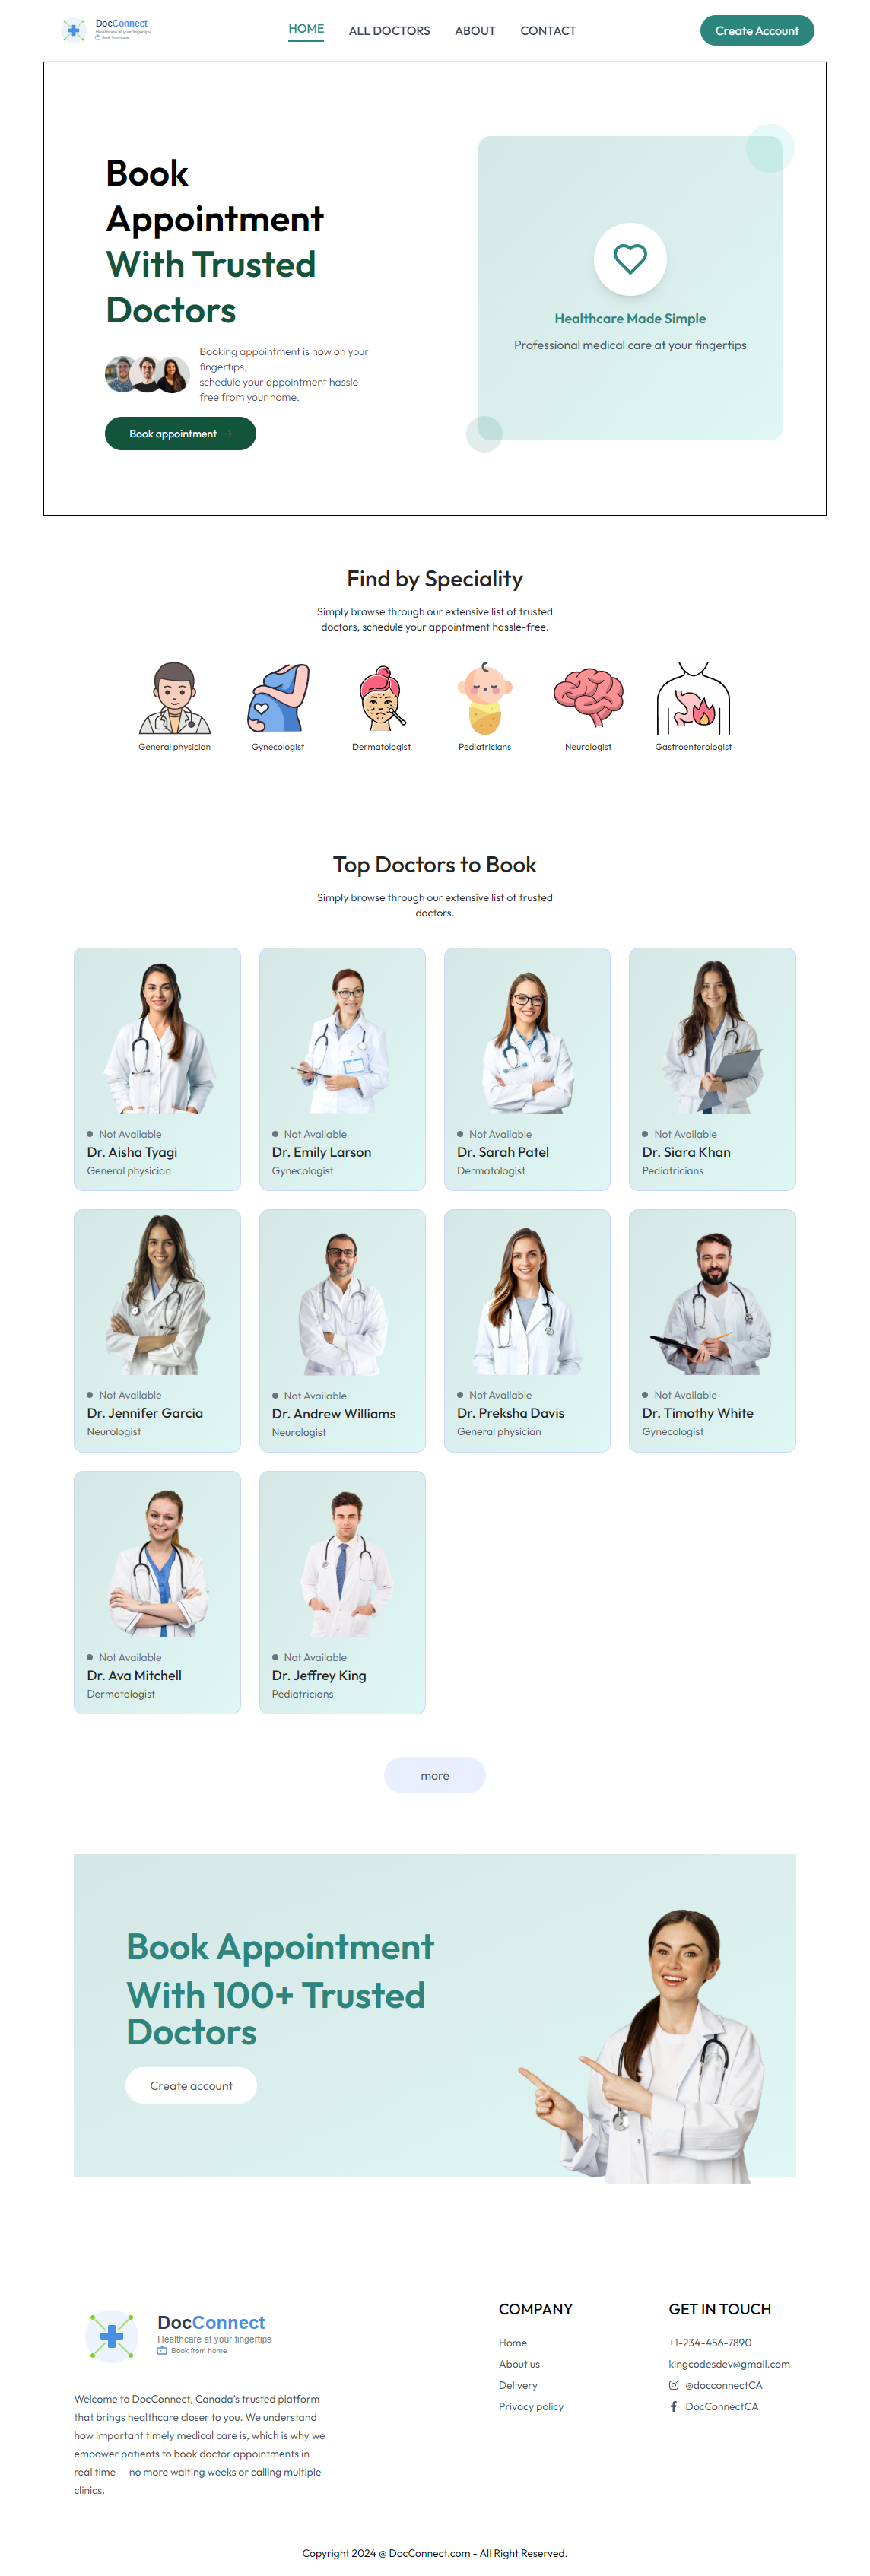 DocConnect
Healthcare at your fingertips
Book from home
HOME
ALL DOCTORS
ABOUT
CONTACT
Create Account
Book
Appointment
With Trusted
Doctors
Booking appointment is now on your
fingertips,
schedule your appointment hassle-
free from your home.
Book appointment →
Healthcare Made Simple
Professional medical care at your fingertips
Find by Speciality
Simply browse through our extensive list of trusted
doctors, schedule your appointment hassle-free.
General physician
Gynecologist
Dermatologist
Pediatricians
Neurologist
Gastroenterologist
Top Doctors to Book
Simply browse through our extensive list of trusted
doctors.
Not Available
Dr. Aisha Tyagi
General physician
Not Available
Dr. Emily Larson
Gynecologist
Not Available
Dr. Sarah Patel
Dermatologist
Not Available
Dr. Siara Khan
Pediatricians
Not Available
Dr. Jennifer Garcia
Neurologist
Not Available
Dr. Andrew Williams
Neurologist
Not Available
Dr. Preksha Davis
General physician
Not Available
Dr. Timothy White
Gynecologist
Not Available
Dr. Ava Mitchell
Dermatologist
Not Available
Dr. Jeffrey King
Pediatricians
more
Book Appointment
With 100+ Trusted
Doctors
Create account
DocConnect
Healthcare at your fingertips
Book from home
Welcome to DocConnect, Canada's trusted platform
that brings healthcare closer to you. We understand
how important timely medical care is, which is why we
empower patients to book doctor appointments in
real time — no more waiting weeks or calling multiple
clinics.
COMPANY
Home
About us
Delivery
Privacy policy
GET IN TOUCH
+1-234-456-7890
kingcodesdev@gmail.com
@docconnectCA
DocConnectCA
Copyright 2024 @ DocConnect.com - All Right Reserved.